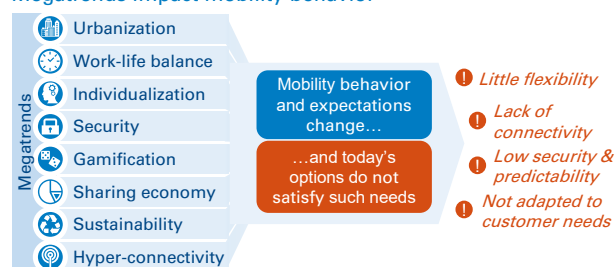 Megatrends impact mobility behavior
Megatrends
Urbanization
Work-life balance
Individualization
Security
Gamification
Sharing economy
Sustainability
Hyper-connectivity
Mobility behavior
and expectations
change…
…and today's
options do not
satisfy such needs
! Little flexibility
! Lack of
connectivity
! Low security &
predictability
! Not adapted to
customer needs